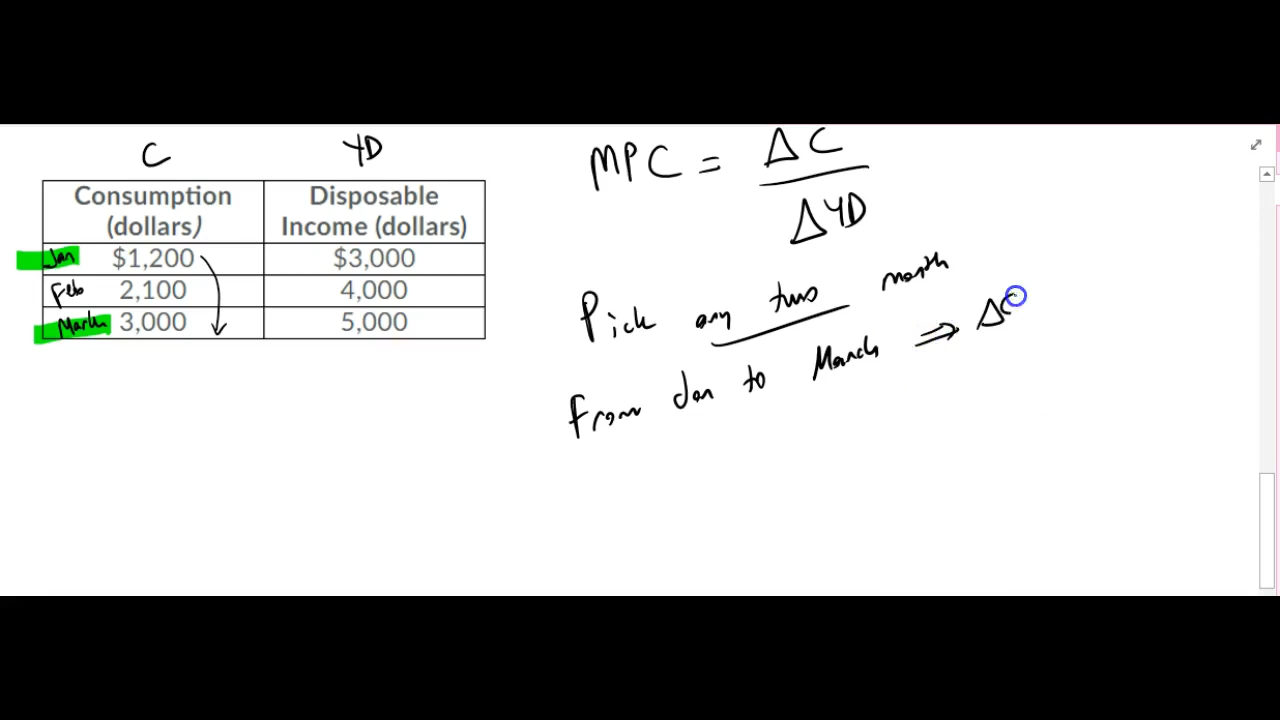 C YD
Consumption (dollars) Disposable Income (dollars)
Jan $1,200 $3,000
Feb 2,100 4,000
March 3,000 5,000
MPC = ΔC / ΔYD
Pick any two month
From Jan to March ⇒ ΔC